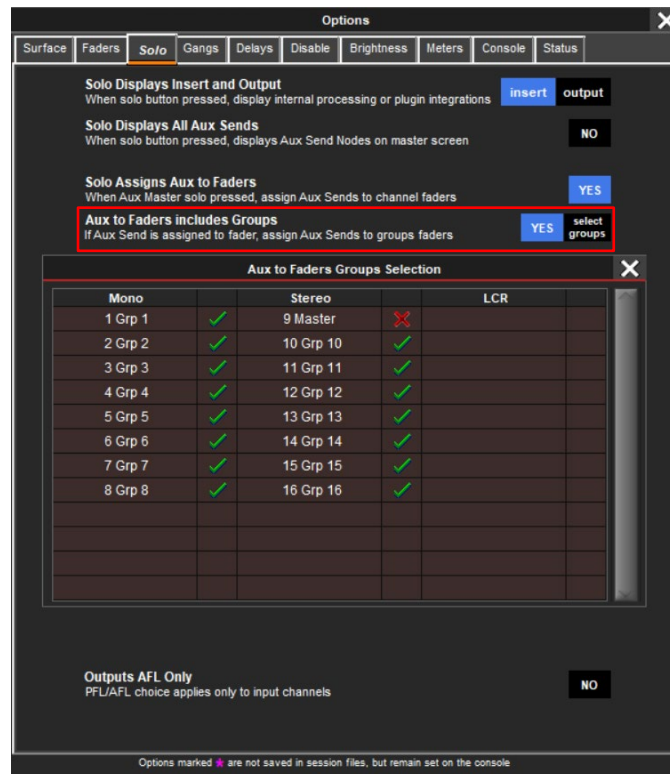 Options
Surface Faders Solo Gangs Delays Disable Brightness Meters Console Status
Solo Displays Insert and Output
When solo button pressed, display internal processing or plugin integrations
insert output
Solo Displays All Aux Sends
When solo button pressed, displays Aux Send Nodes on master screen
NO
Solo Assigns Aux to Faders
When Aux Master solo pressed, assign Aux Sends to channel faders
YES
Aux to Faders includes Groups
If Aux Send is assigned to fader, assign Aux Sends to groups faders
YES select groups
Aux to Faders Groups Selection
Mono Stereo LCR
1 Grp 1 9 Master
2 Grp 2 10 Grp 10
3 Grp 3 11 Grp 11
4 Grp 4 12 Grp 12
5 Grp 5 13 Grp 13
6 Grp 6 14 Grp 14
7 Grp 7 15 Grp 15
8 Grp 8 16 Grp 16
Outputs AFL Only
PFL/AFL choice applies only to input channels
NO
Options marked * are not saved in session files, but remain set on the console